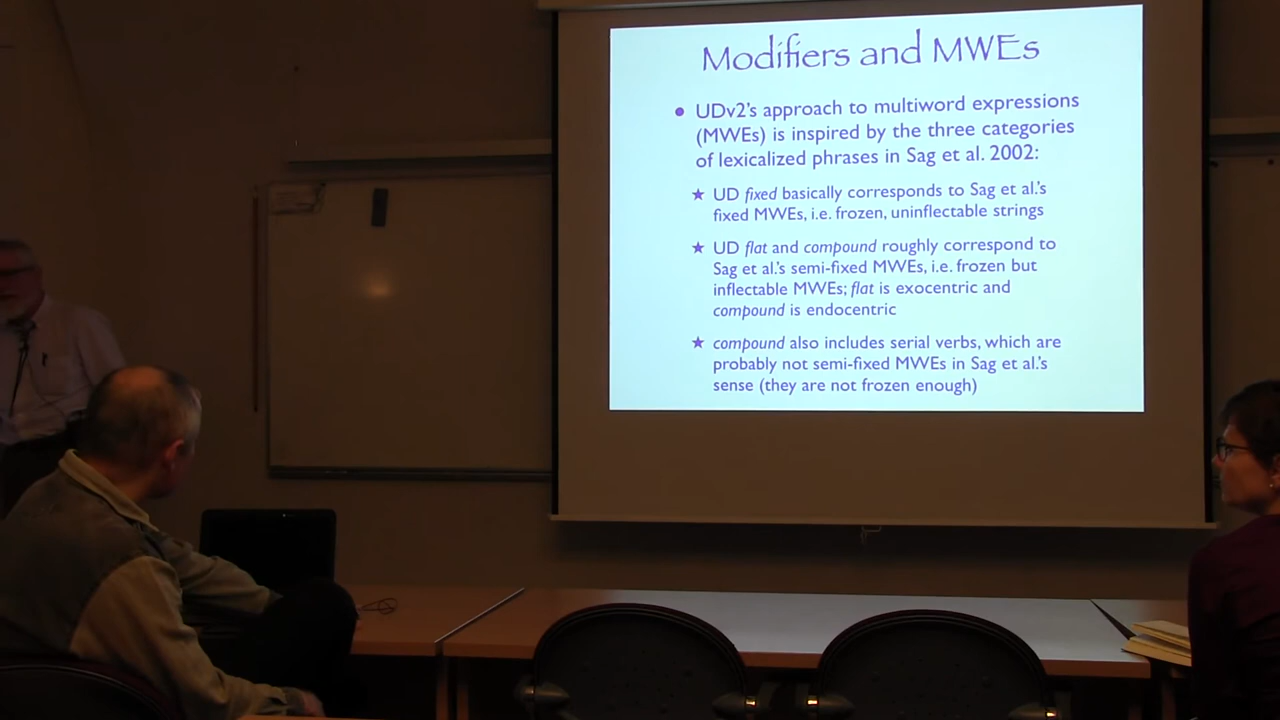 Modifiers and MWEs
• UDv2's approach to multiword expressions
(MWEs) is inspired by the three categories
of lexicalized phrases in Sag et al. 2002:
★ UD fixed basically corresponds to Sag et al.'s
fixed MWEs, i.e. frozen, uninflectable strings
★ UD flat and compound roughly correspond to
Sag et al.'s semi-fixed MWEs, i.e. frozen but
inflectable MWEs; flat is exocentric and
compound is endocentric
★ compound also includes serial verbs, which are
probably not semi-fixed MWEs in Sag et al.'s
sense (they are not frozen enough)